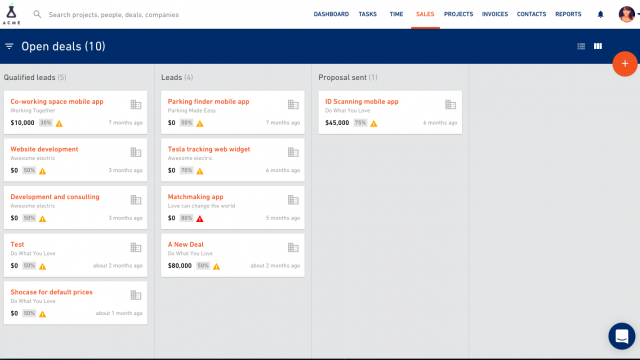 ACME
Search projects, people, deals, companies
DASHBOARD TASKS TIME SALES PROJECTS INVOICES CONTACTS REPORTS
Open deals (10)
+
Qualified leads (5)
Co-working space mobile app
Working Together
$10,000 30% 7 months ago
Website development
Awesome electric
$0 50% 3 months ago
Development and consulting
Awesome electric
$0 50% 3 months ago
Test
Do What You Love
$0 50% about 2 months ago
Shocase for default prices
Do What You Love
$0 50% about 1 month ago
Leads (4)
Parking finder mobile app
Parking Made Easy
$0 50% 7 months ago
Tesla tracking web widget
Awesome electric
$0 70% 6 months ago
Matchmaking app
Love can change the world
$0 80% 5 months ago
A New Deal
Do What You Love
$80,000 50% about 2 months ago
Proposal sent (1)
ID Scanning mobile app
Do What You Love
$45,000 75% 6 months ago